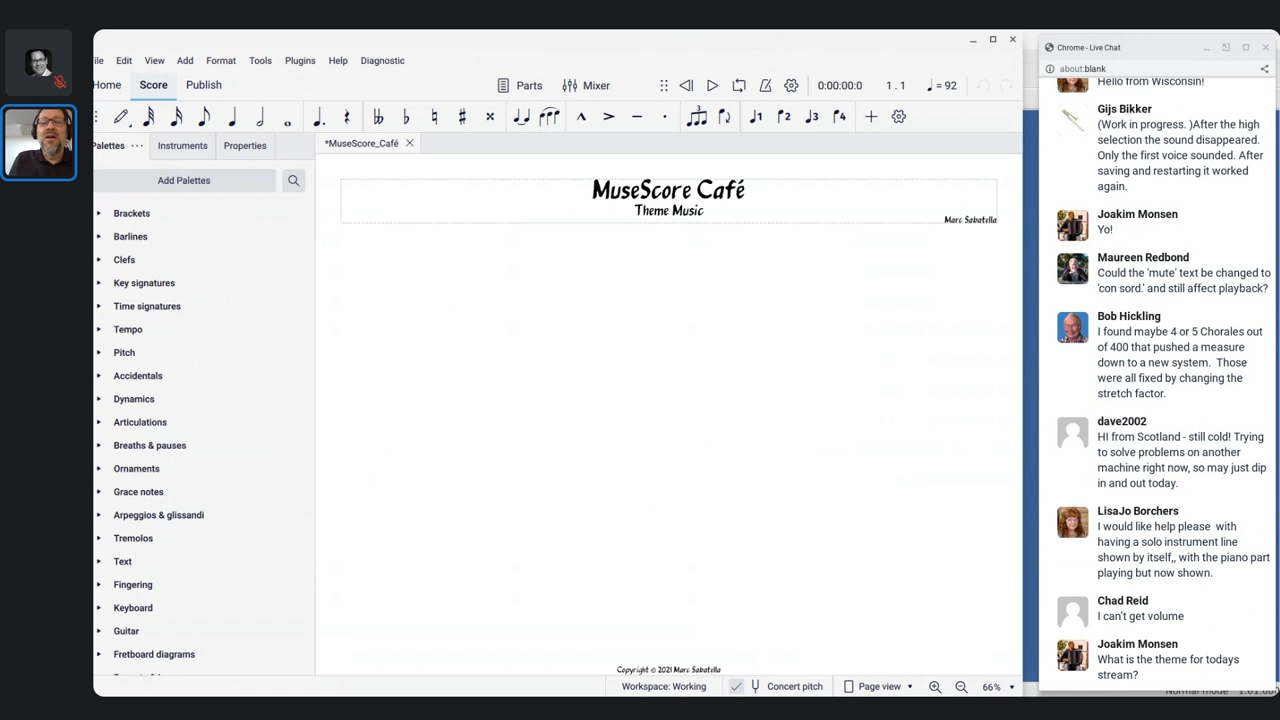 Chrome - Live Chat
about:blank
ile Edit View Add Format Tools Plugins Help Diagnostic
Home Score Publish Parts Mixer 0:00:00:0 1 . 1 = 92
1 2 3 4
Palettes Instruments Properties
*MuseScore_Café
Add Palettes
Brackets
Barlines
Clefs
Key signatures
Time signatures
Tempo
Pitch
Accidentals
Dynamics
Articulations
Breaths & pauses
Ornaments
Grace notes
Arpeggios & glissandi
Tremolos
Text
Fingering
Keyboard
Guitar
Fretboard diagrams
MuseScore Café
Theme Music
Marc Sabatella
Copyright © 2021 Marc Sabatella
Workspace: Working Concert pitch Page view 66%
Hello from Wisconsin!
Gijs Bikker
(Work in progress. )After the high
selection the sound disappeared.
Only the first voice sounded. After
saving and restarting it worked
again.
Joakim Monsen
Yo!
Maureen Redbond
Could the 'mute' text be changed to
'con sord.' and still affect playback?
Bob Hickling
I found maybe 4 or 5 Chorales out
of 400 that pushed a measure
down to a new system. Those
were all fixed by changing the
stretch factor.
dave2002
HI from Scotland - still cold! Trying
to solve problems on another
machine right now, so may just dip
in and out today.
LisaJo Borchers
I would like help please with
having a solo instrument line
shown by itself,, with the piano part
playing but now shown.
Chad Reid
I can't get volume
Joakim Monsen
What is the theme for todays
stream?